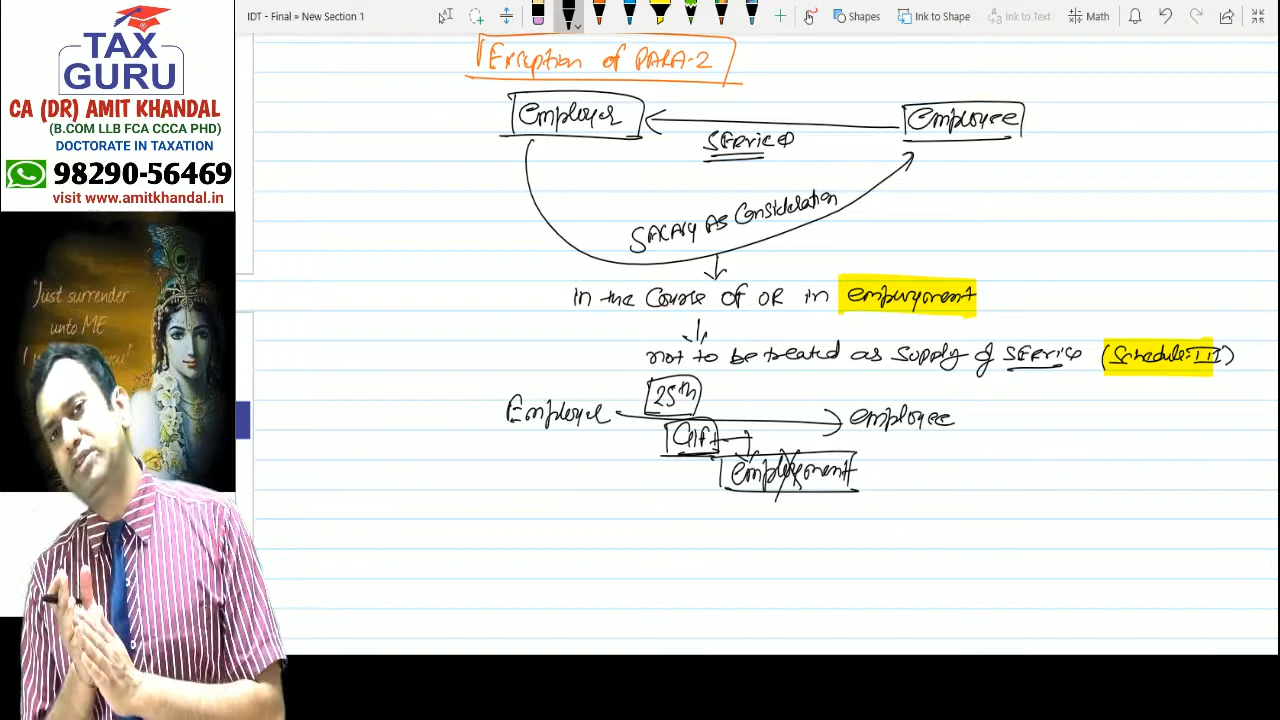 IDT - Final » New Section 1
Shapes
Ink to Shape
Ink to Text
Math
TAX
GURU
CA (DR) AMIT KHANDAL
(B.COM LLB FCA CCCA PHD)
DOCTORATE IN TAXATION
98290-56469
visit www.amitkhandal.in
"Just surrender
unto ME
Exception of PARA-2
Employer
Employee
Service
Salary As Consideration
in the Course of OR in employment
not to be treated as supply of service (Schedule-III)
25th
Employer
employee
Gift
employment